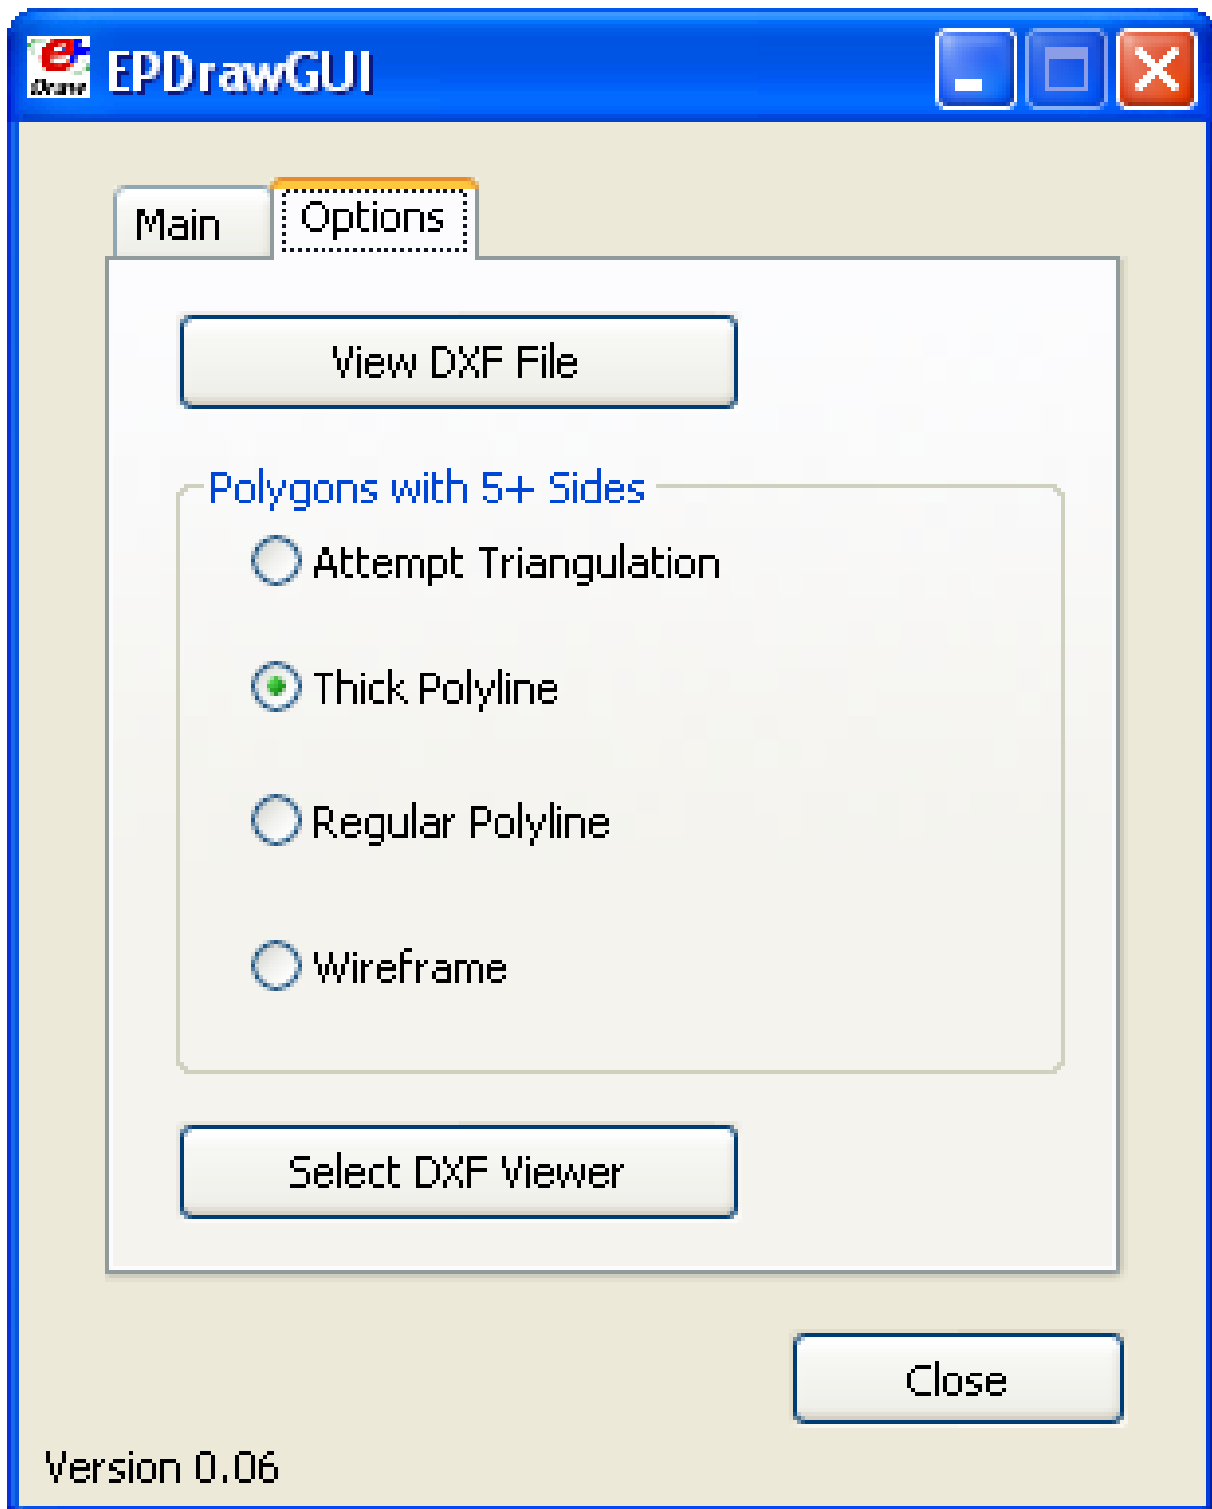 EPDrawGUI
Main
Options
View DXF File
Polygons with 5+ Sides
Attempt Triangulation
Thick Polyline
Regular Polyline
Wireframe
Select DXF Viewer
Close
Version 0.06